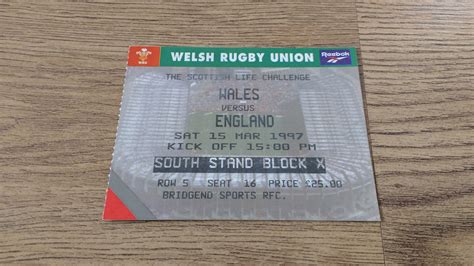 WRU
WELSH RUGBY UNION
Reebok
THE SCOTTISH LIFE CHALLENGE
WALES
VERSUS
ENGLAND
SAT 15 MAR 1997
KICK OFF 15:00 PM
SOUTH STAND BLOCK X
ROW 5 SEAT 16 PRICE £25.00
BRIDGEND SPORTS RFC.